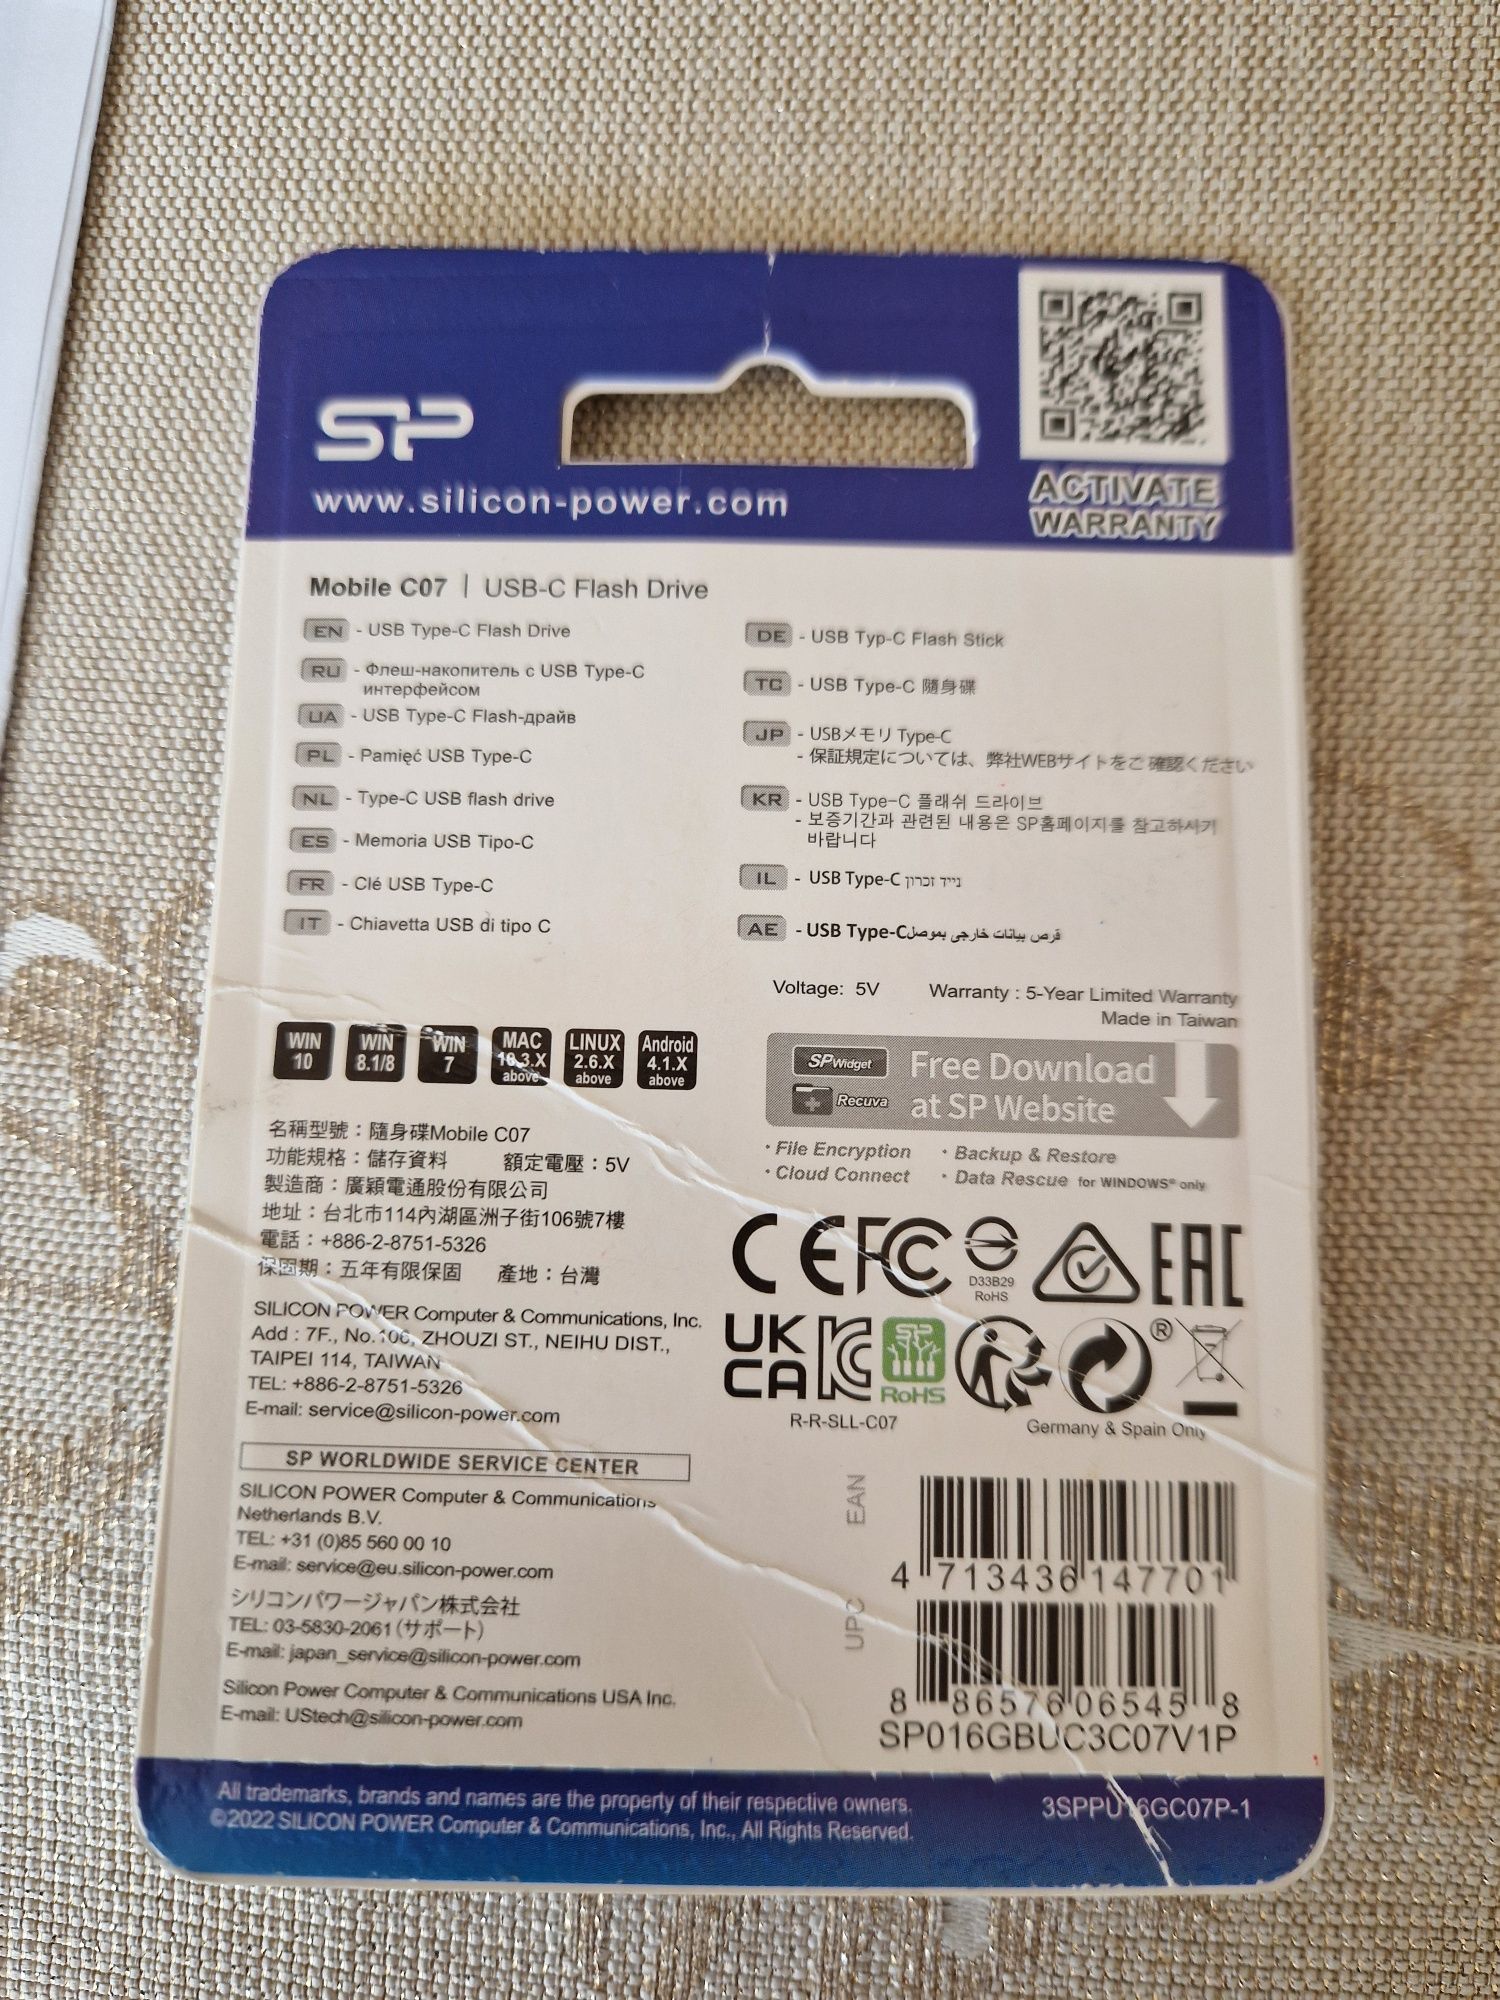 SP
www.silicon-power.com
ACTIVATE
WARRANTY
Mobile C07 | USB-C Flash Drive
EN - USB Type-C Flash Drive
RU - Флеш-накопитель с USB Type-C
интерфейсом
UA - USB Type-C Flash-драйв
PL - Pamięć USB Type-C
NL - Type-C USB flash drive
ES - Memoria USB Tipo-C
FR - Clé USB Type-C
IT - Chiavetta USB di tipo C
DE - USB Typ-C Flash Stick
TC - USB Type-C 隨身碟
JP - USBメモリ Type-C
- 保証規定については、弊社WEBサイトをご確認ください
KR - USB Type-C 플래쉬 드라이브
- 보증기간과 관련된 내용은 SP홈페이지를 참고하시기
바랍니다
IL - USB Type-C נייד זכרון
AE - USB Type-C قرص بيانات خارجي بموصل
Voltage: 5V Warranty : 5-Year Limited Warranty
Made in Taiwan
WIN
10
WIN
8.1/8
WIN
7
MAC
10.3.X
above
LINUX
2.6.X
above
Android
4.1.X
above
SP Widget
Recuva
Free Download
at SP Website
· File Encryption · Backup & Restore
· Cloud Connect · Data Rescue for WINDOWS® only
名稱型號：隨身碟Mobile C07
功能規格：儲存資料 額定電壓：5V
製造商：廣穎電通股份有限公司
地址：台北市114內湖區洲子街106號7樓
電話：+886-2-8751-5326
保固期：五年有限保固 產地：台灣
SILICON POWER Computer & Communications, Inc.
Add : 7F., No.106, ZHOUZI ST., NEIHU DIST.,
TAIPEI 114, TAIWAN
TEL: +886-2-8751-5326
E-mail: service@silicon-power.com
CE FC
D33B29
RoHS
EAC
UK
CA
SP
RoHS
®
R-R-SLL-C07
Germany & Spain Only
SP WORLDWIDE SERVICE CENTER
SILICON POWER Computer & Communications
Netherlands B.V.
TEL: +31 (0)85 560 00 10
E-mail: service@eu.silicon-power.com
シリコンパワージャパン株式会社
TEL: 03-5830-2061(サポート)
E-mail: japan_service@silicon-power.com
Silicon Power Computer & Communications USA Inc.
E-mail: UStech@silicon-power.com
EAN
4 713436 147701
UPC
8 86576 06545 8
SP016GBUC3C07V1P
All trademarks, brands and names are the property of their respective owners.
©2022 SILICON POWER Computer & Communications, Inc., All Rights Reserved.
3SPPU16GC07P-1